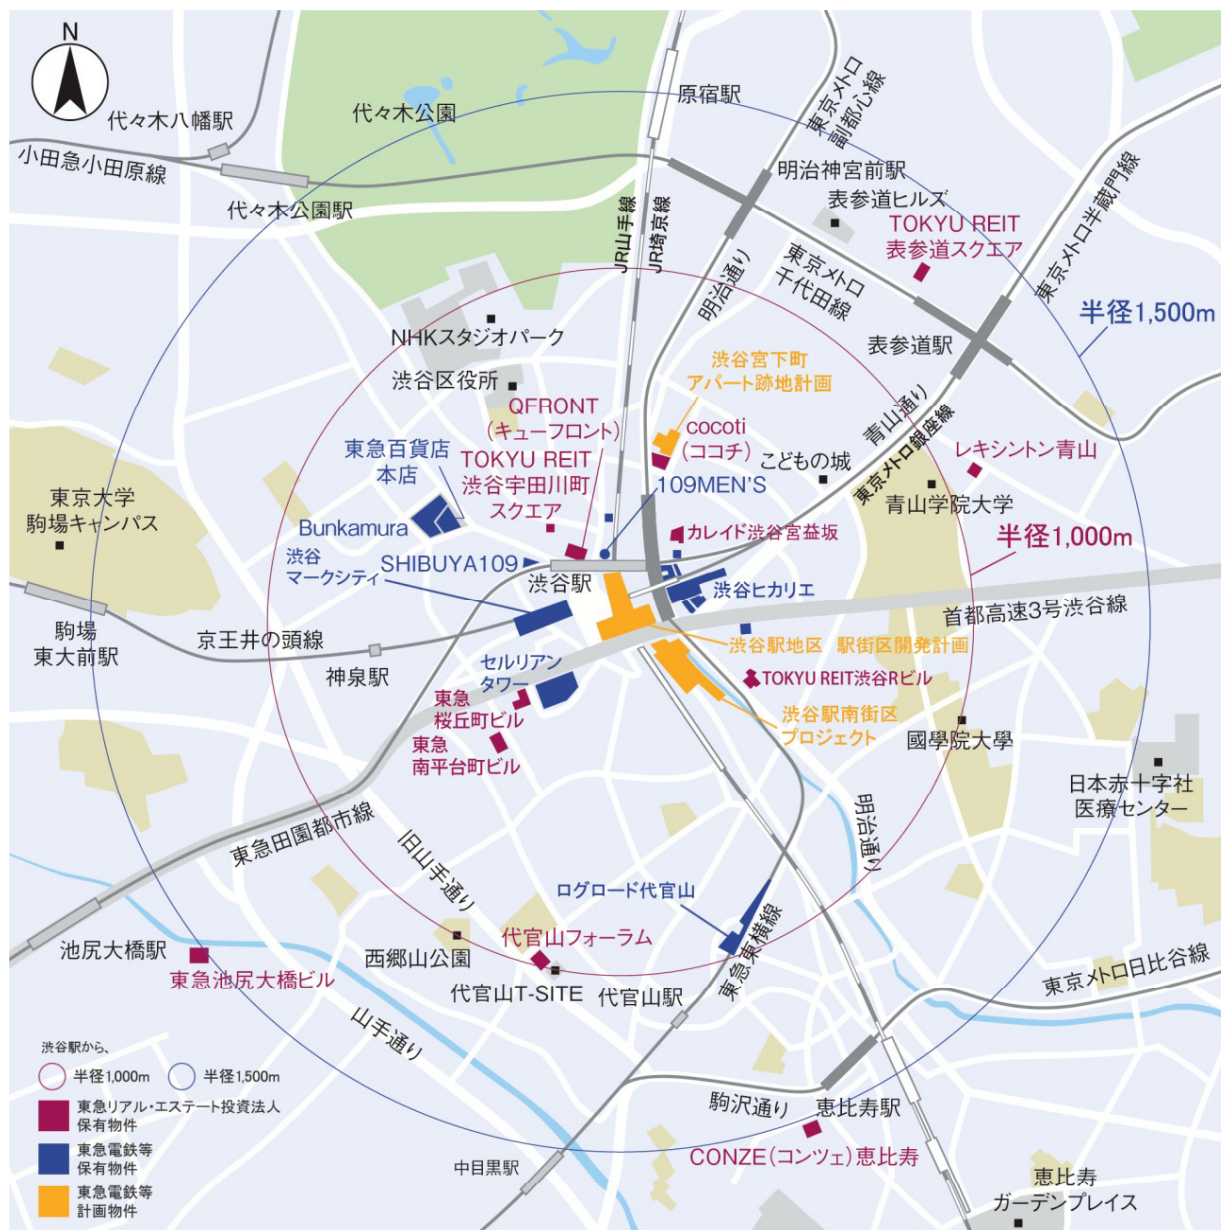 N
原宿駅
代々木公園
代々木八幡駅
小田急小田原線
代々木公園駅
東京メトロ
副都心線
明治神宮前駅
表参道ヒルズ
TOKYU REIT
表参道スクエア
東京メトロ半蔵門線
JR山手線
JR埼京線
明治通り
東京メトロ
千代田線
半径1,500m
表参道駅
NHKスタジオパーク
渋谷区役所
渋谷宮下町
アパート跡地計画
青山通り
東京メトロ銀座線
QFRONT
(キューフロント)
cocoti
(ココチ)
こどもの城
レキシントン青山
東急百貨店
本店
TOKYU REIT
渋谷宇田川町
スクエア
109MEN'S
青山学院大学
東京大学
駒場キャンパス
Bunkamura
カレイド渋谷宮益坂
半径1,000m
渋谷
マークシティ
SHIBUYA109
渋谷駅
渋谷ヒカリエ
首都高速3号渋谷線
駒場
東大前駅
京王井の頭線
神泉駅
渋谷駅地区 駅街区開発計画
セルリアン
タワー
TOKYU REIT渋谷Rビル
東急
桜丘町ビル
渋谷駅南街区
プロジェクト
國學院大學
東急
南平台町ビル
日本赤十字社
医療センター
東急田園都市線
旧山手通り
明治通り
ログロード代官山
東急東横線
池尻大橋駅
東急池尻大橋ビル
西郷山公園
代官山フォーラム
代官山T-SITE
代官山駅
東京メトロ日比谷線
山手通り
渋谷駅から、
半径1,000m
半径1,500m
東急リアル・エステート投資法人
保有物件
東急電鉄等
保有物件
東急電鉄等
計画物件
中目黒駅
駒沢通り
恵比寿駅
CONZE(コンツェ)恵比寿
恵比寿
ガーデンプレイス